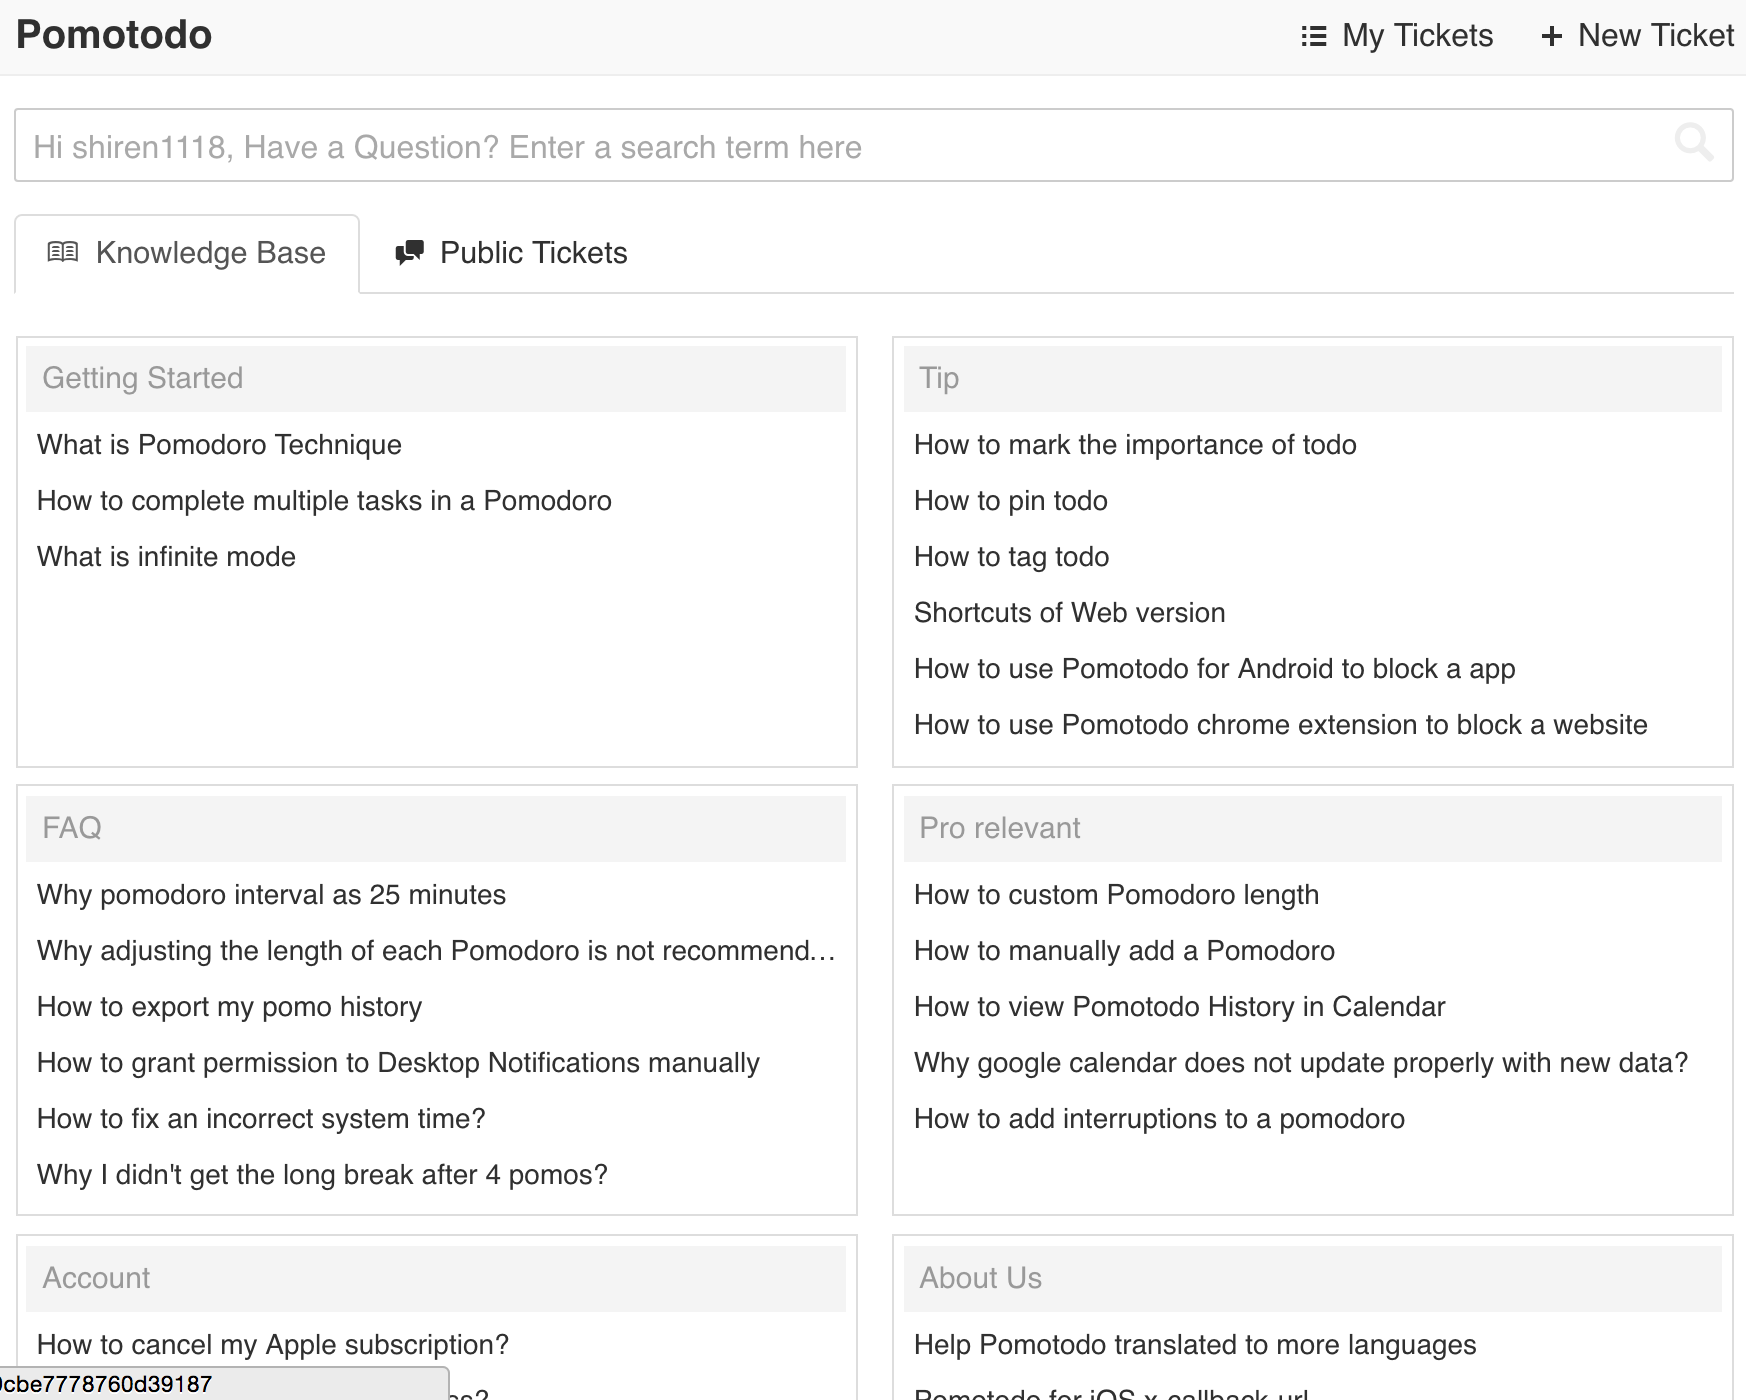 Pomotodo
My Tickets
New Ticket
Hi shiren1118, Have a Question? Enter a search term here
Knowledge Base
Public Tickets
Getting Started
What is Pomodoro Technique
How to complete multiple tasks in a Pomodoro
What is infinite mode
Tip
How to mark the importance of todo
How to pin todo
How to tag todo
Shortcuts of Web version
How to use Pomotodo for Android to block a app
How to use Pomotodo chrome extension to block a website
FAQ
Why pomodoro interval as 25 minutes
Why adjusting the length of each Pomodoro is not recommend...
How to export my pomo history
How to grant permission to Desktop Notifications manually
How to fix an incorrect system time?
Why I didn't get the long break after 4 pomos?
Pro relevant
How to custom Pomodoro length
How to manually add a Pomodoro
How to view Pomotodo History in Calendar
Why google calendar does not update properly with new data?
How to add interruptions to a pomodoro
Account
How to cancel my Apple subscription?
cbe7778760d39187
About Us
Help Pomotodo translated to more languages
Pomotodo for iOS x-callback-url